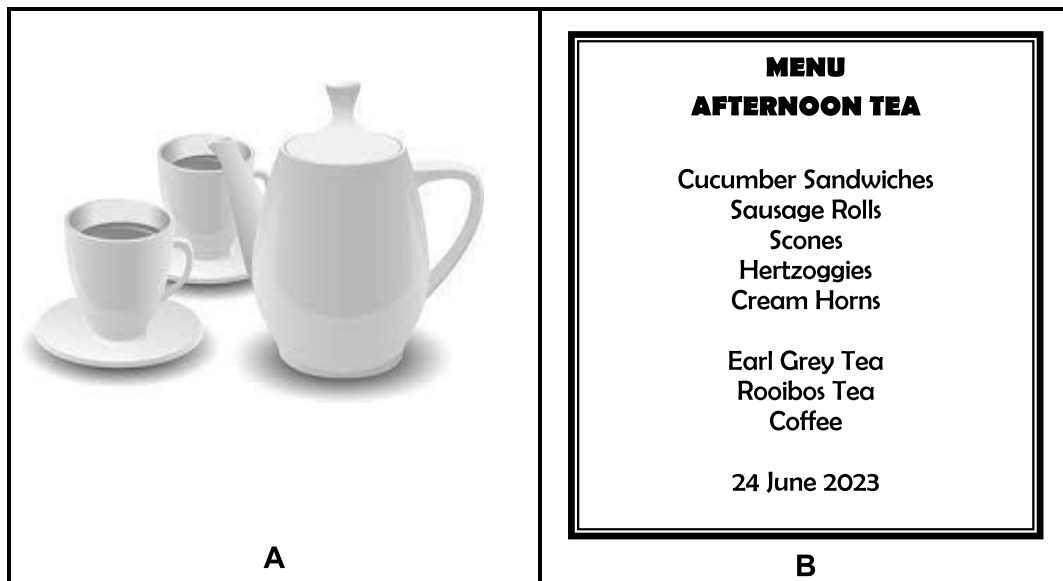 A
MENU
AFTERNOON TEA
Cucumber Sandwiches
Sausage Rolls
Scones
Hertzoggies
Cream Horns
Earl Grey Tea
Rooibos Tea
Coffee
24 June 2023
B